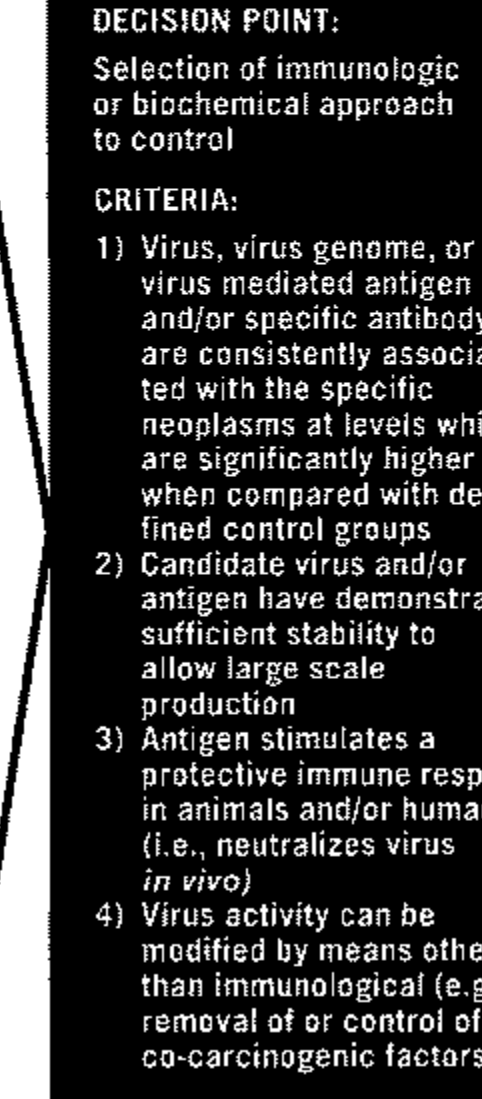 DECISION POINT:
Selection of immunologic
or biochemical approach
to control
CRITERIA:
1) Virus, virus genome, or
virus mediated antigen
and/or specific antibody
are consistently associa
ted with the specific
neoplasms at levels whi
are significantly higher
when compared with de
fined control groups
2) Candidate virus and/or
antigen have demonstra
sufficient stability to
allow large scale
production
3) Antigen stimulates a
protective immune resp
in animals and/or huma
(i.e., neutralizes virus
in vivo)
4) Virus activity can be
modified by means othe
than immunological (e.g
removal of or control of
co-carcinogenic factors